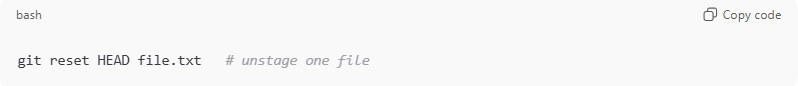 bash
Copy code
git reset HEAD file.txt   # unstage one file